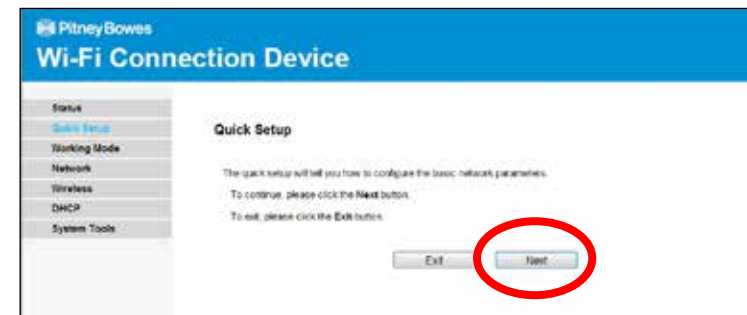 Pitney Bowes
Wi-Fi Connection Device
Status
Quick Setup
Working Mode
Network
Wireless
DHCP
System Tools
Quick Setup
The quick setup will tell you how to configure the basic network parameters.
To continue, please click the Next button.
To exit, please click the Exit button.
Exit
Next